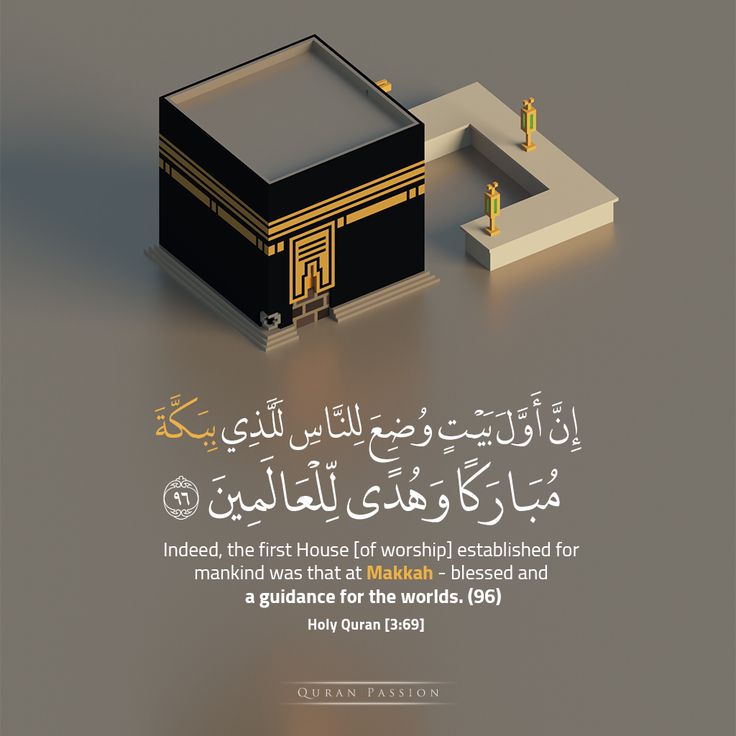 إِنَّ أَوَّلَ بَيْتٍ وُضِعَ لِلنَّاسِ لَلَّذِي بِبَكَّةَ
مُبَارَكًا وَهُدًى لِّلْعَالَمِينَ ٩٦
Indeed, the first House [of worship] established for
mankind was that at Makkah - blessed and
a guidance for the worlds. (96)
Holy Quran [3:69]
QURAN PASSION